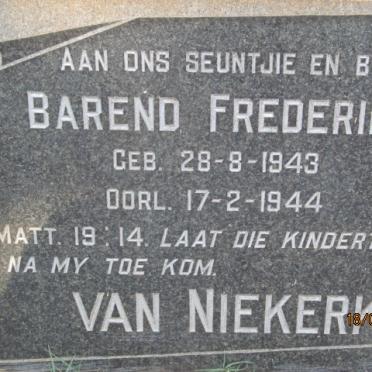 AAN ONS SEUNTJIE EN B
BAREND FREDERI
GEB. 28-8-1943
OORL. 17-2-1944
MATT. 19:14. LAAT DIE KINDERT
NA MY TOE KOM.
VAN NIEKERK
18/0